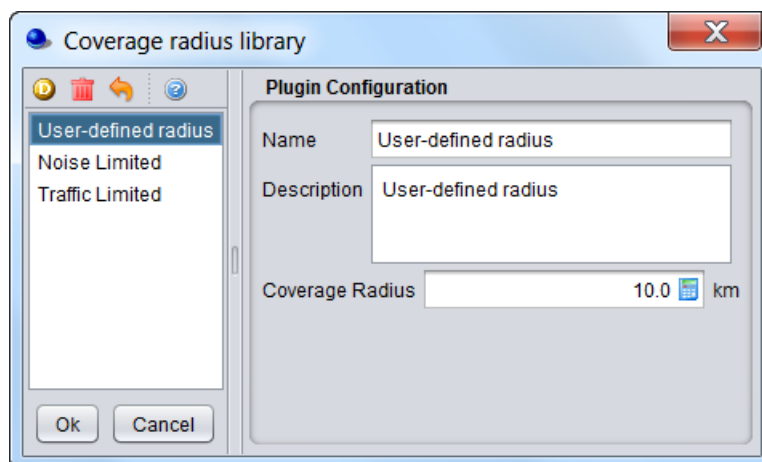 Coverage radius library
X
D
?
User-defined radius
Noise Limited
Traffic Limited
Ok
Cancel
Plugin Configuration
Name
User-defined radius
Description
User-defined radius
Coverage Radius
10.0
km